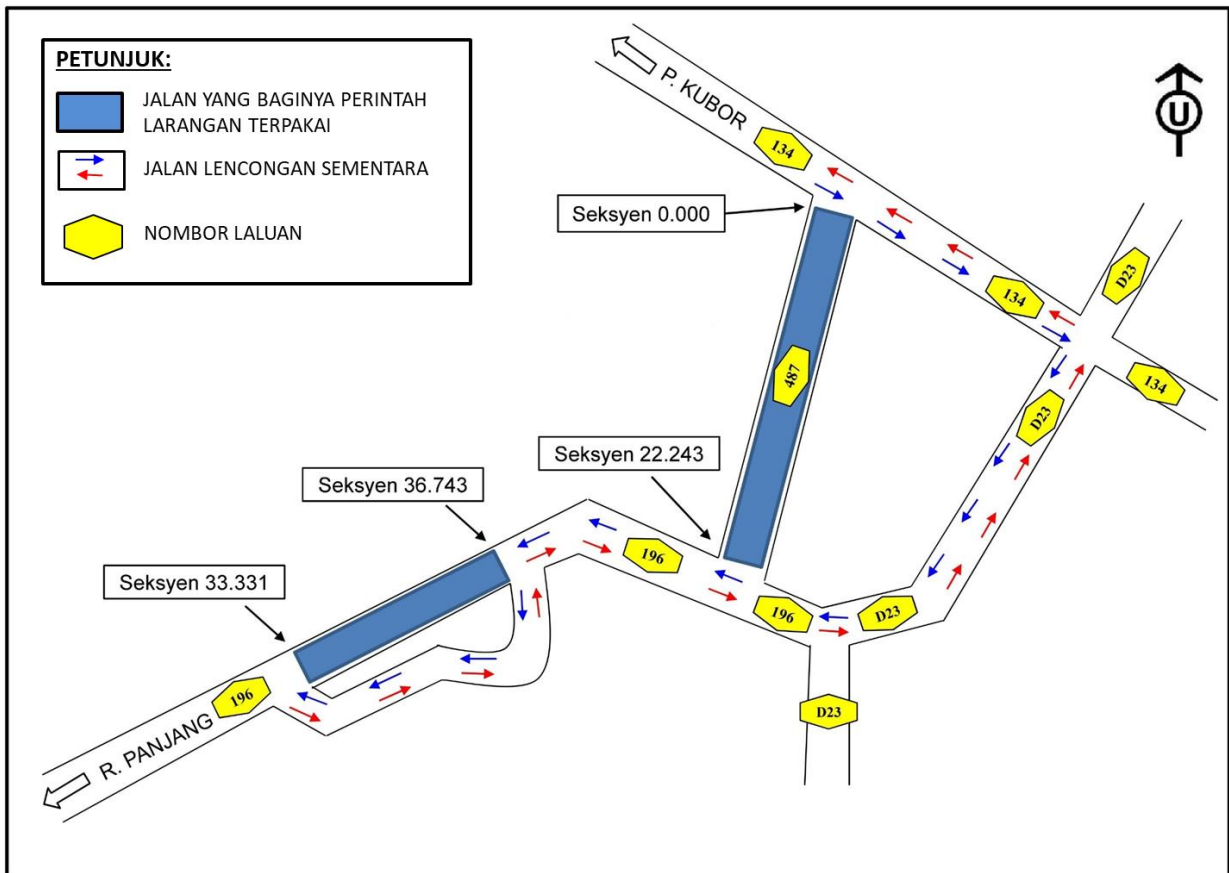 PETUNJUK:
JALAN YANG BAGINYA PERINTAH
LARANGAN TERPAKAI
JALAN LENCONGAN SEMENTARA
NOMBOR LALUAN
P. KUBOR
U
134
Seksyen 0.000
D23
134
134
487
D23
Seksyen 22.243
Seksyen 36.743
196
Seksyen 33.331
196
D23
196
D23
R. PANJANG